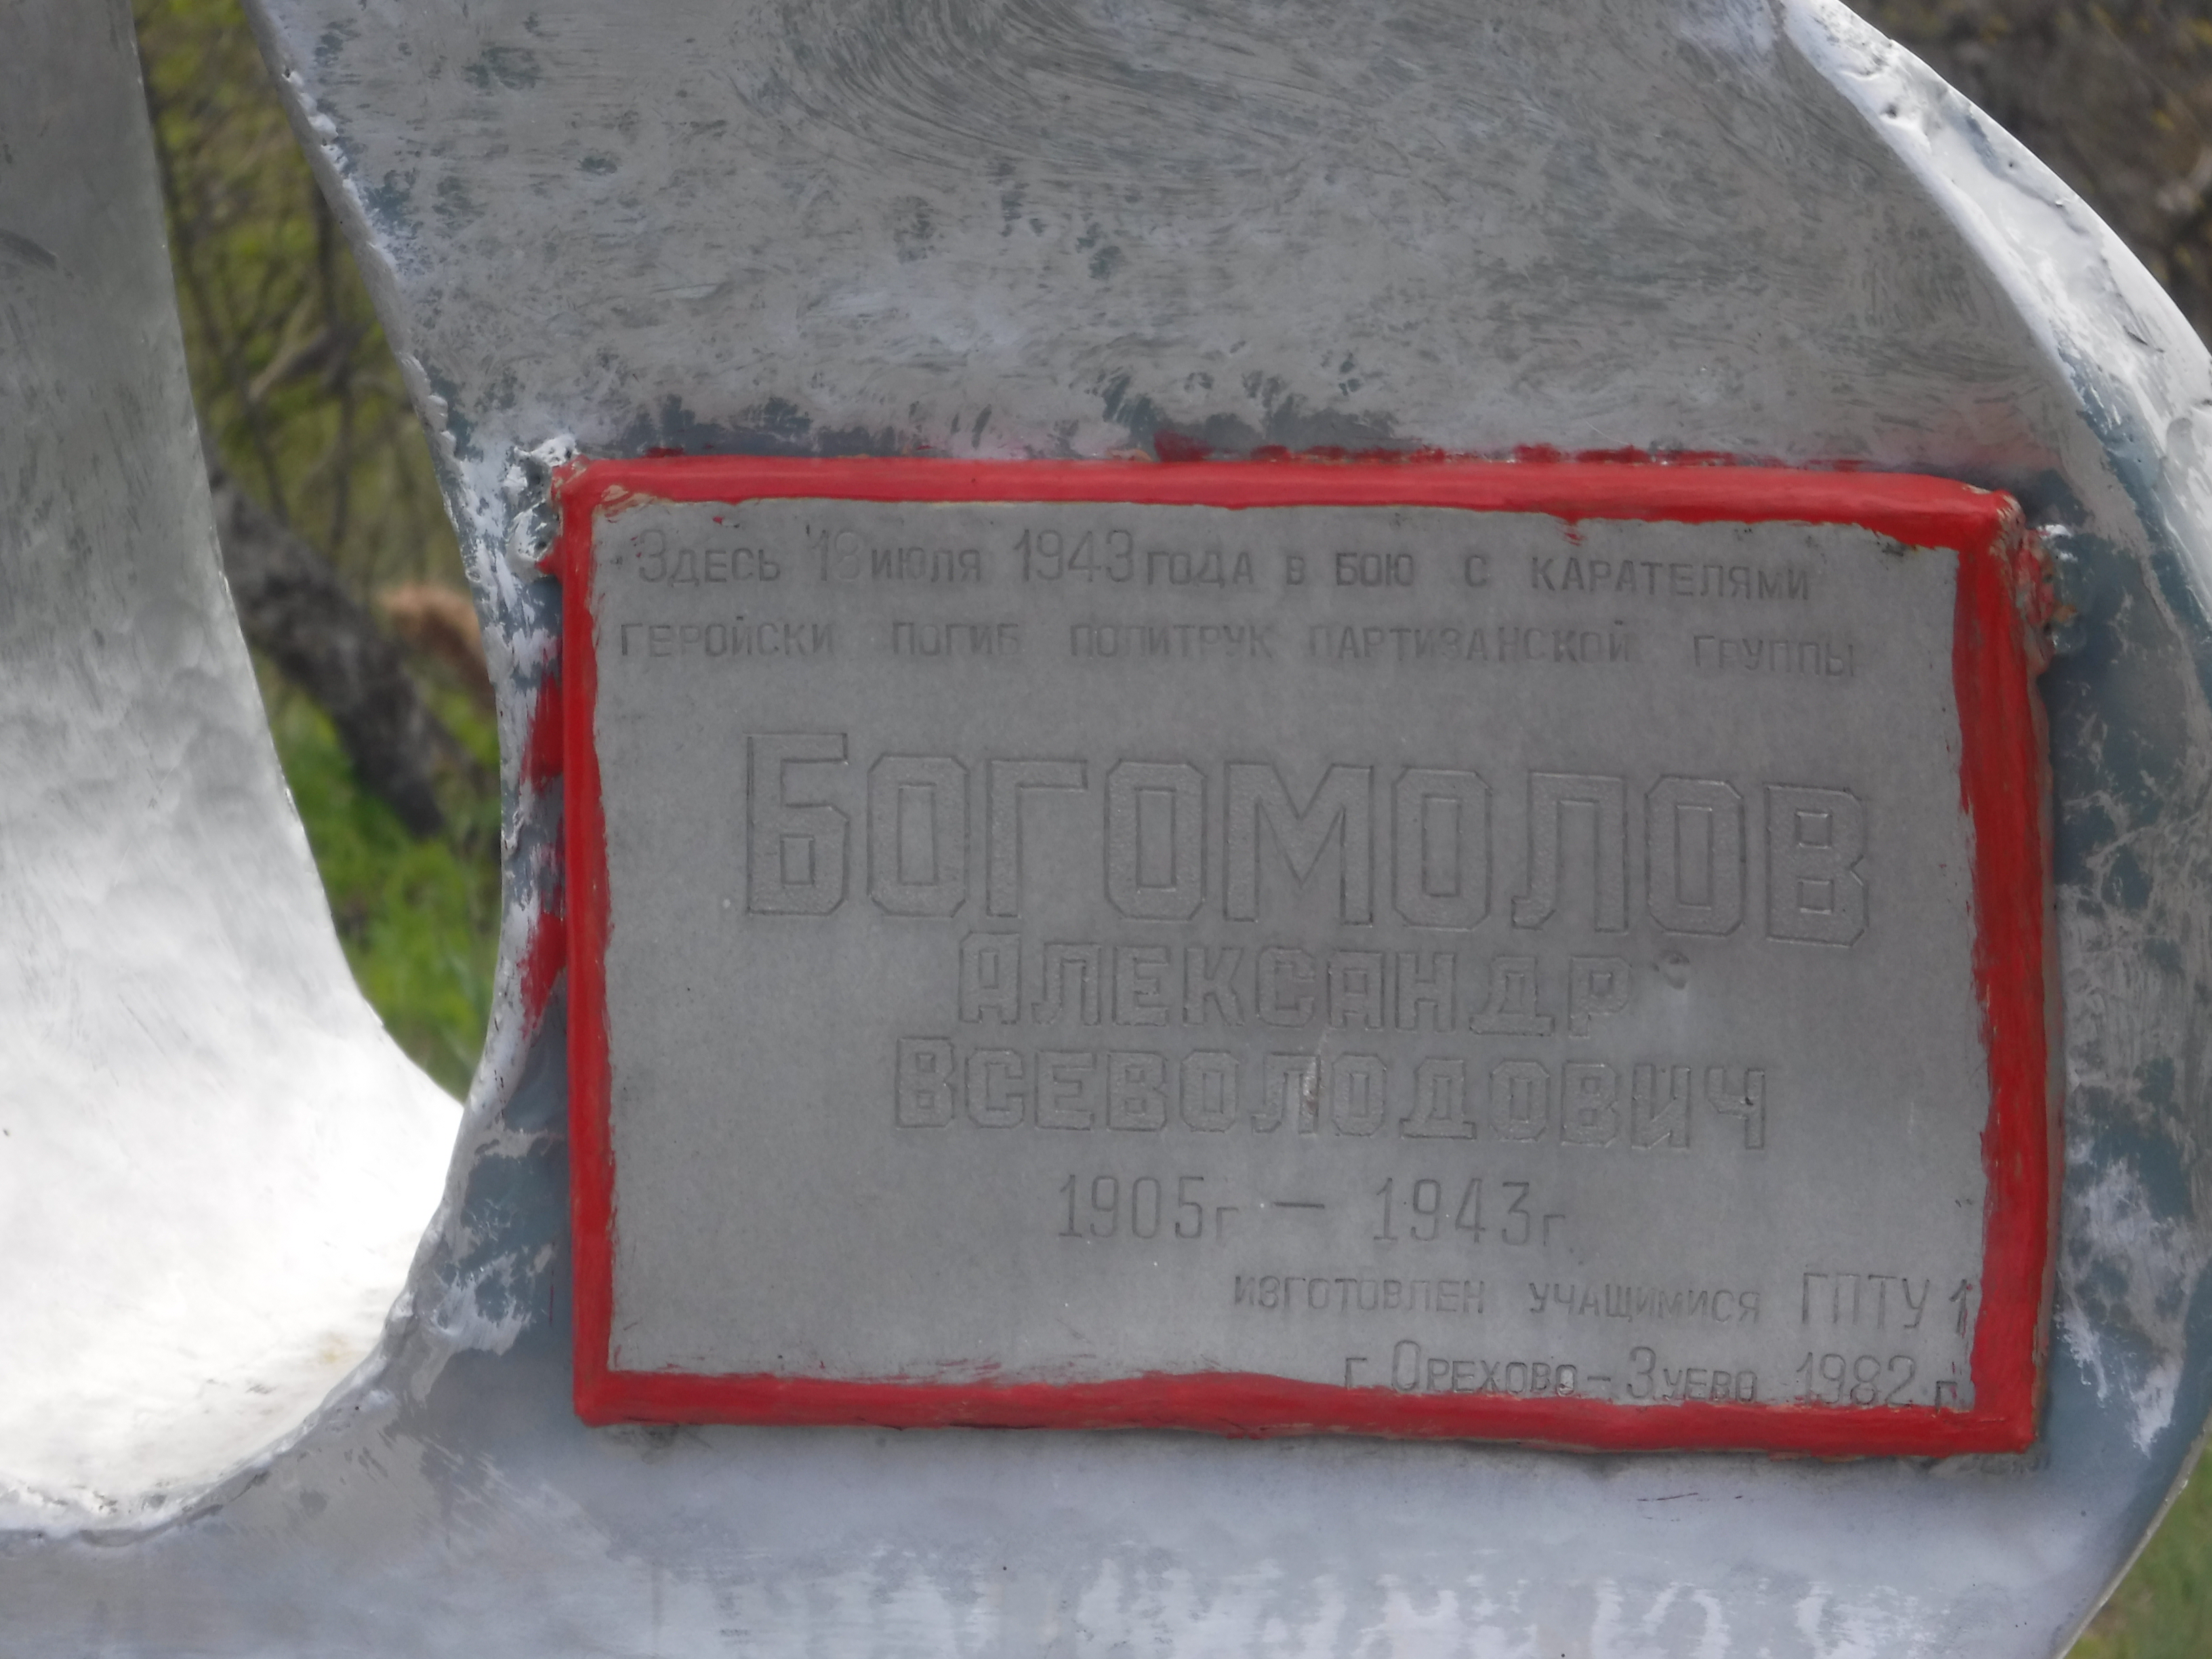 Здесь 18 июля 1943 года в бою с карателями
геройски погиб политрук партизанской группы
Богомолов
Александр
Всеволодович
1905г – 1943г.
изготовлен учащимися ГПТУ 1
г. Орехово-Зуево 1982 г.